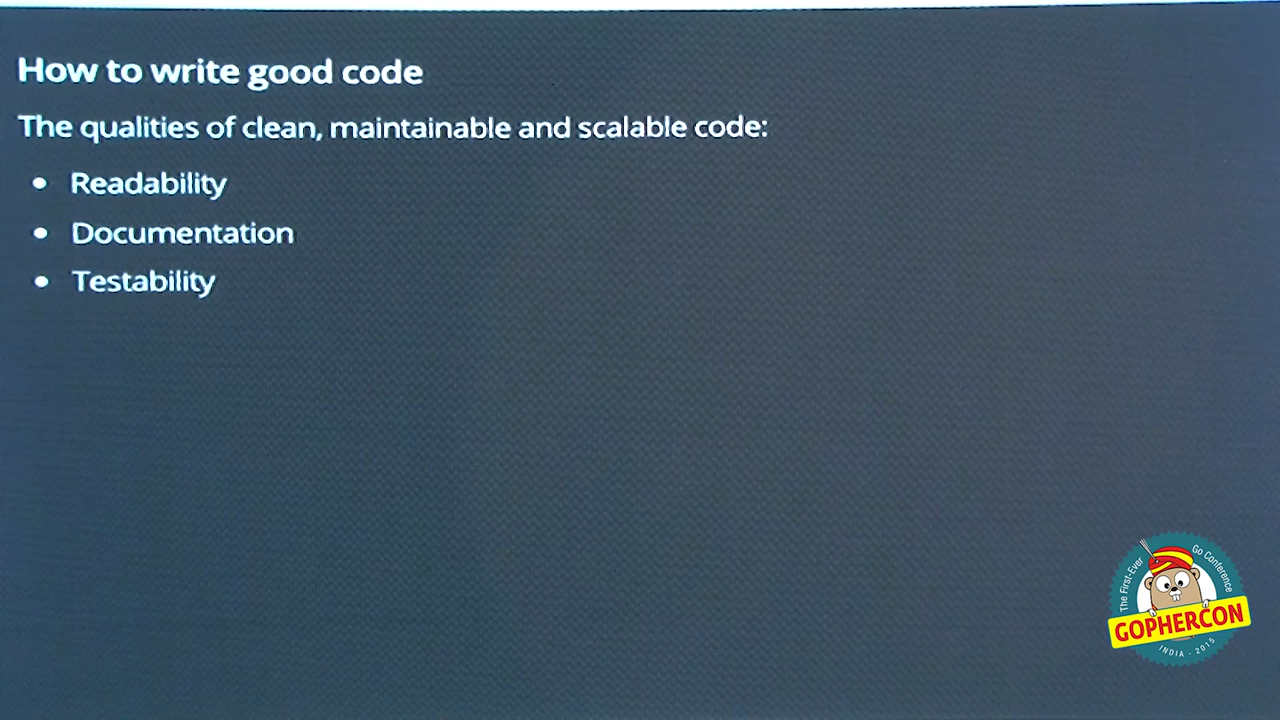 How to write good code
The qualities of clean, maintainable and scalable code:
• Readability
• Documentation
• Testability
The First-Ever Go Conference
GOPHERCON
INDIA - 2015